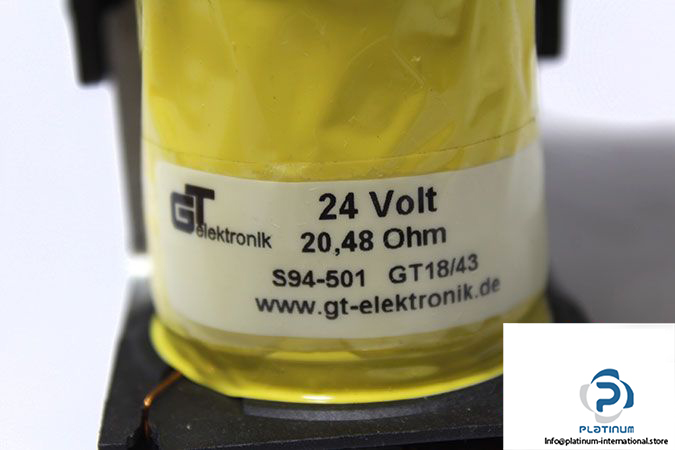 GT elektronik
24 Volt
20,48 Ohm
S94-501 GT18/43
www.gt-elektronik.de
P
PLATINUM
Info@platinum-international.store